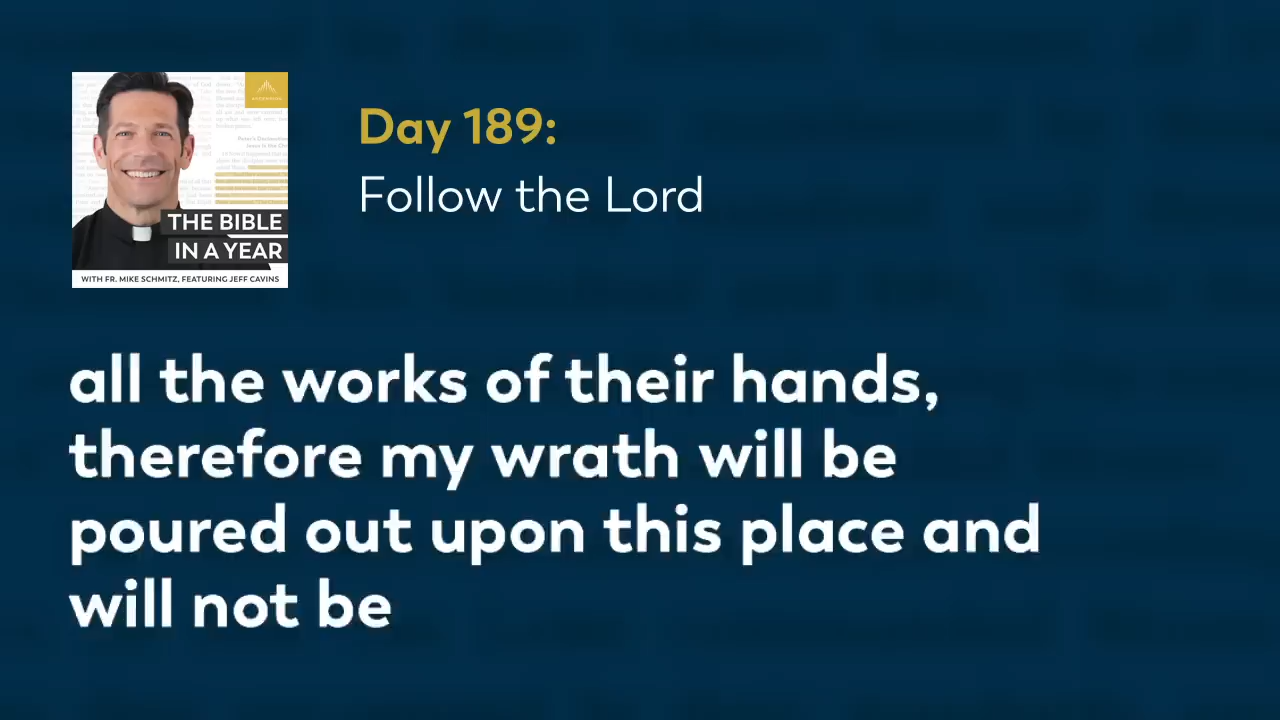 Day 189:
Follow the Lord
THE BIBLE
IN A YEAR
WITH FR. MIKE SCHMITZ, FEATURING JEFF CAVINS
all the works of their hands,
therefore my wrath will be
poured out upon this place and
will not be